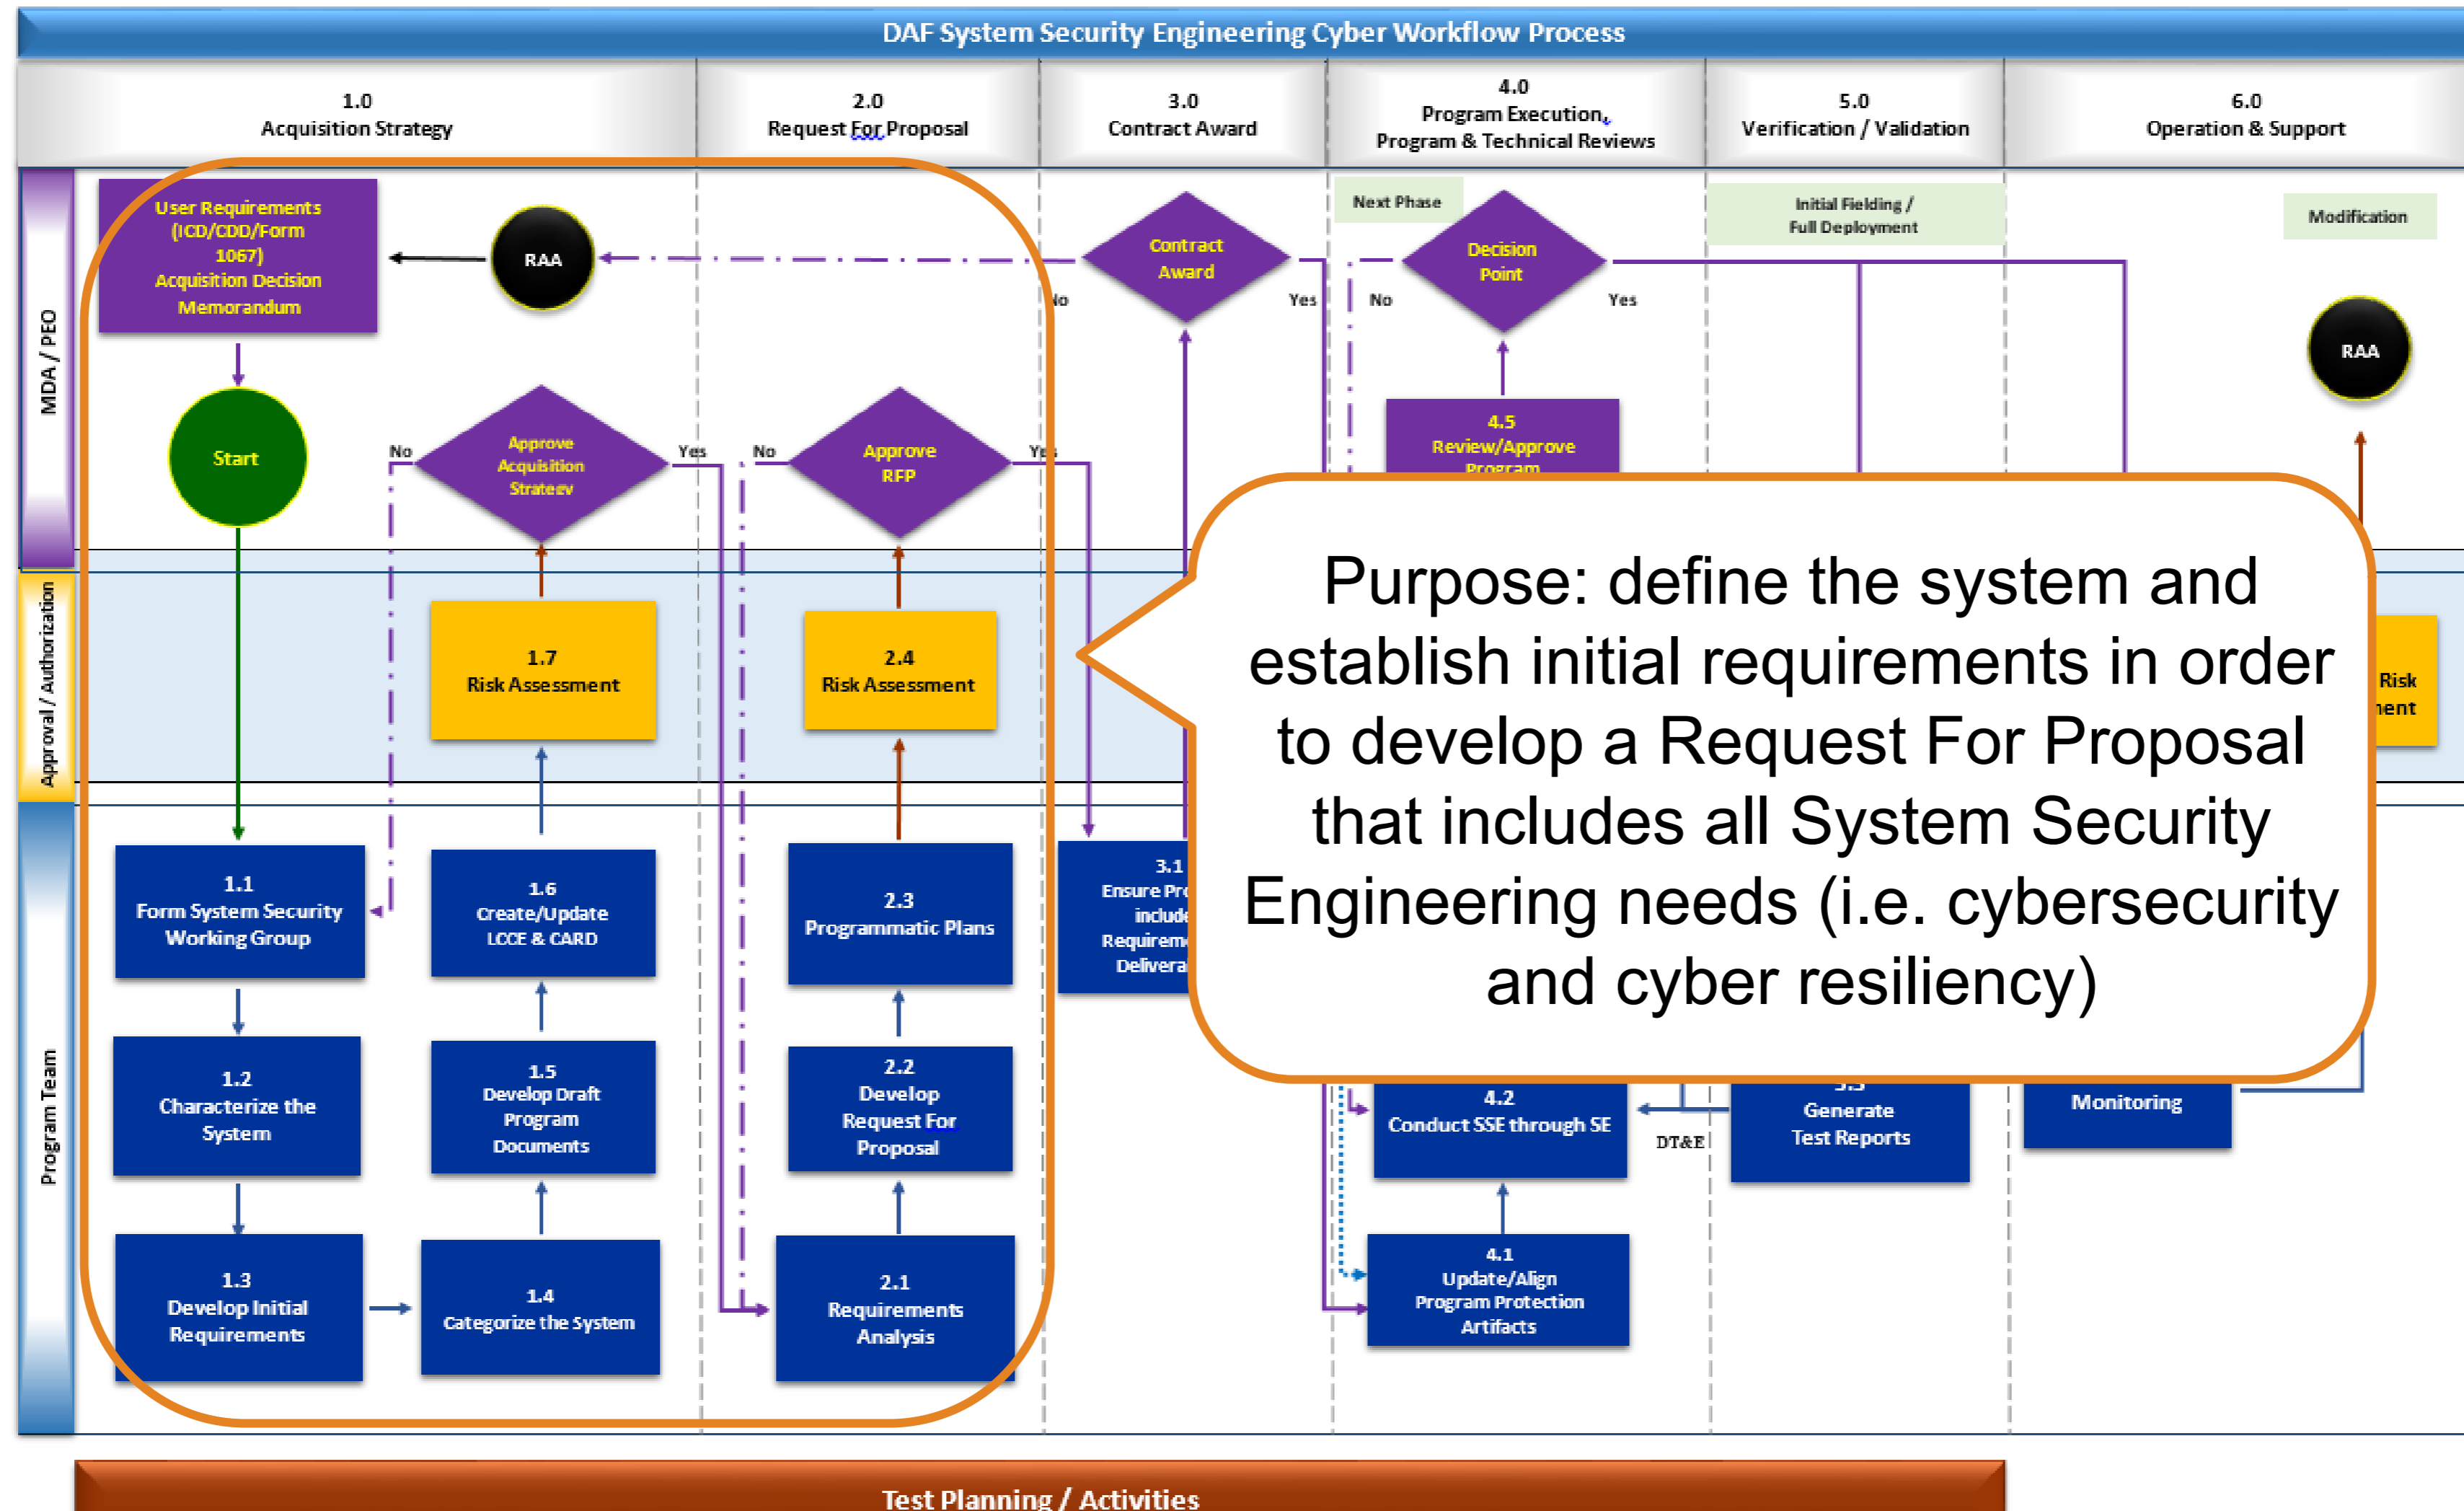 DAF System Security Engineering Cyber Workflow Process
1.0
Acquisition Strategy
2.0
Request For Proposal
3.0
Contract Award
4.0
Program Execution,
Program & Technical Reviews
5.0
Verification / Validation
6.0
Operation & Support
MDA / PEO
User Requirements
(ICD/CDD/Form
1067)
Acquisition Decision
Memorandum
RAA
Contract
Award
No
Yes
Next Phase
Decision
Point
No
Yes
Initial Fielding /
Full Deployment
Modification
RAA
Start
No
Approve
Acquisition
Strategy
Yes
No
Approve
RFP
Yes
4.5
Review/Approve
Program
Purpose: define the system and
establish initial requirements in order
to develop a Request For Proposal
that includes all System Security
Engineering needs (i.e. cybersecurity
and cyber resiliency)
Approval / Authorization
1.7
Risk Assessment
2.4
Risk Assessment
Risk
Program Team
1.1
Form System Security
Working Group
1.6
Create/Update
LCCE & CARD
2.3
Programmatic Plans
3.1
Ensure
1.2
Characterize the
System
1.5
Develop Draft
Program
Documents
2.2
Develop
Request For
Proposal
4.2
Conduct SSE through SE
DT&E
Generate
Test Reports
Monitoring
1.3
Develop Initial
Requirements
1.4
Categorize the System
2.1
Requirements
Analysis
4.1
Update/Align
Program Protection
Artifacts
Test Planning / Activities